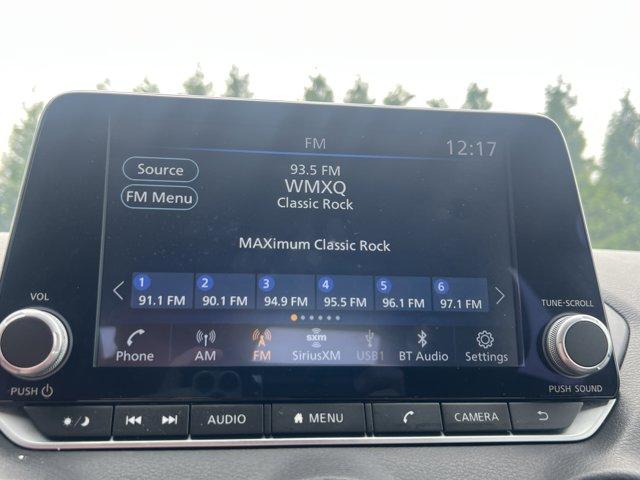 FM
12:17
Source
93.5 FM
FM Menu
WMXQ
Classic Rock
MAXimum Classic Rock
1 2 3 4 5 6
91.1 FM 90.1 FM 94.9 FM 95.5 FM 96.1 FM 97.1 FM
VOL
TUNE-SCROLL
sxm
Phone AM FM SiriusXM USB1 BT Audio Settings
PUSH
PUSH SOUND
AUDIO MENU CAMERA